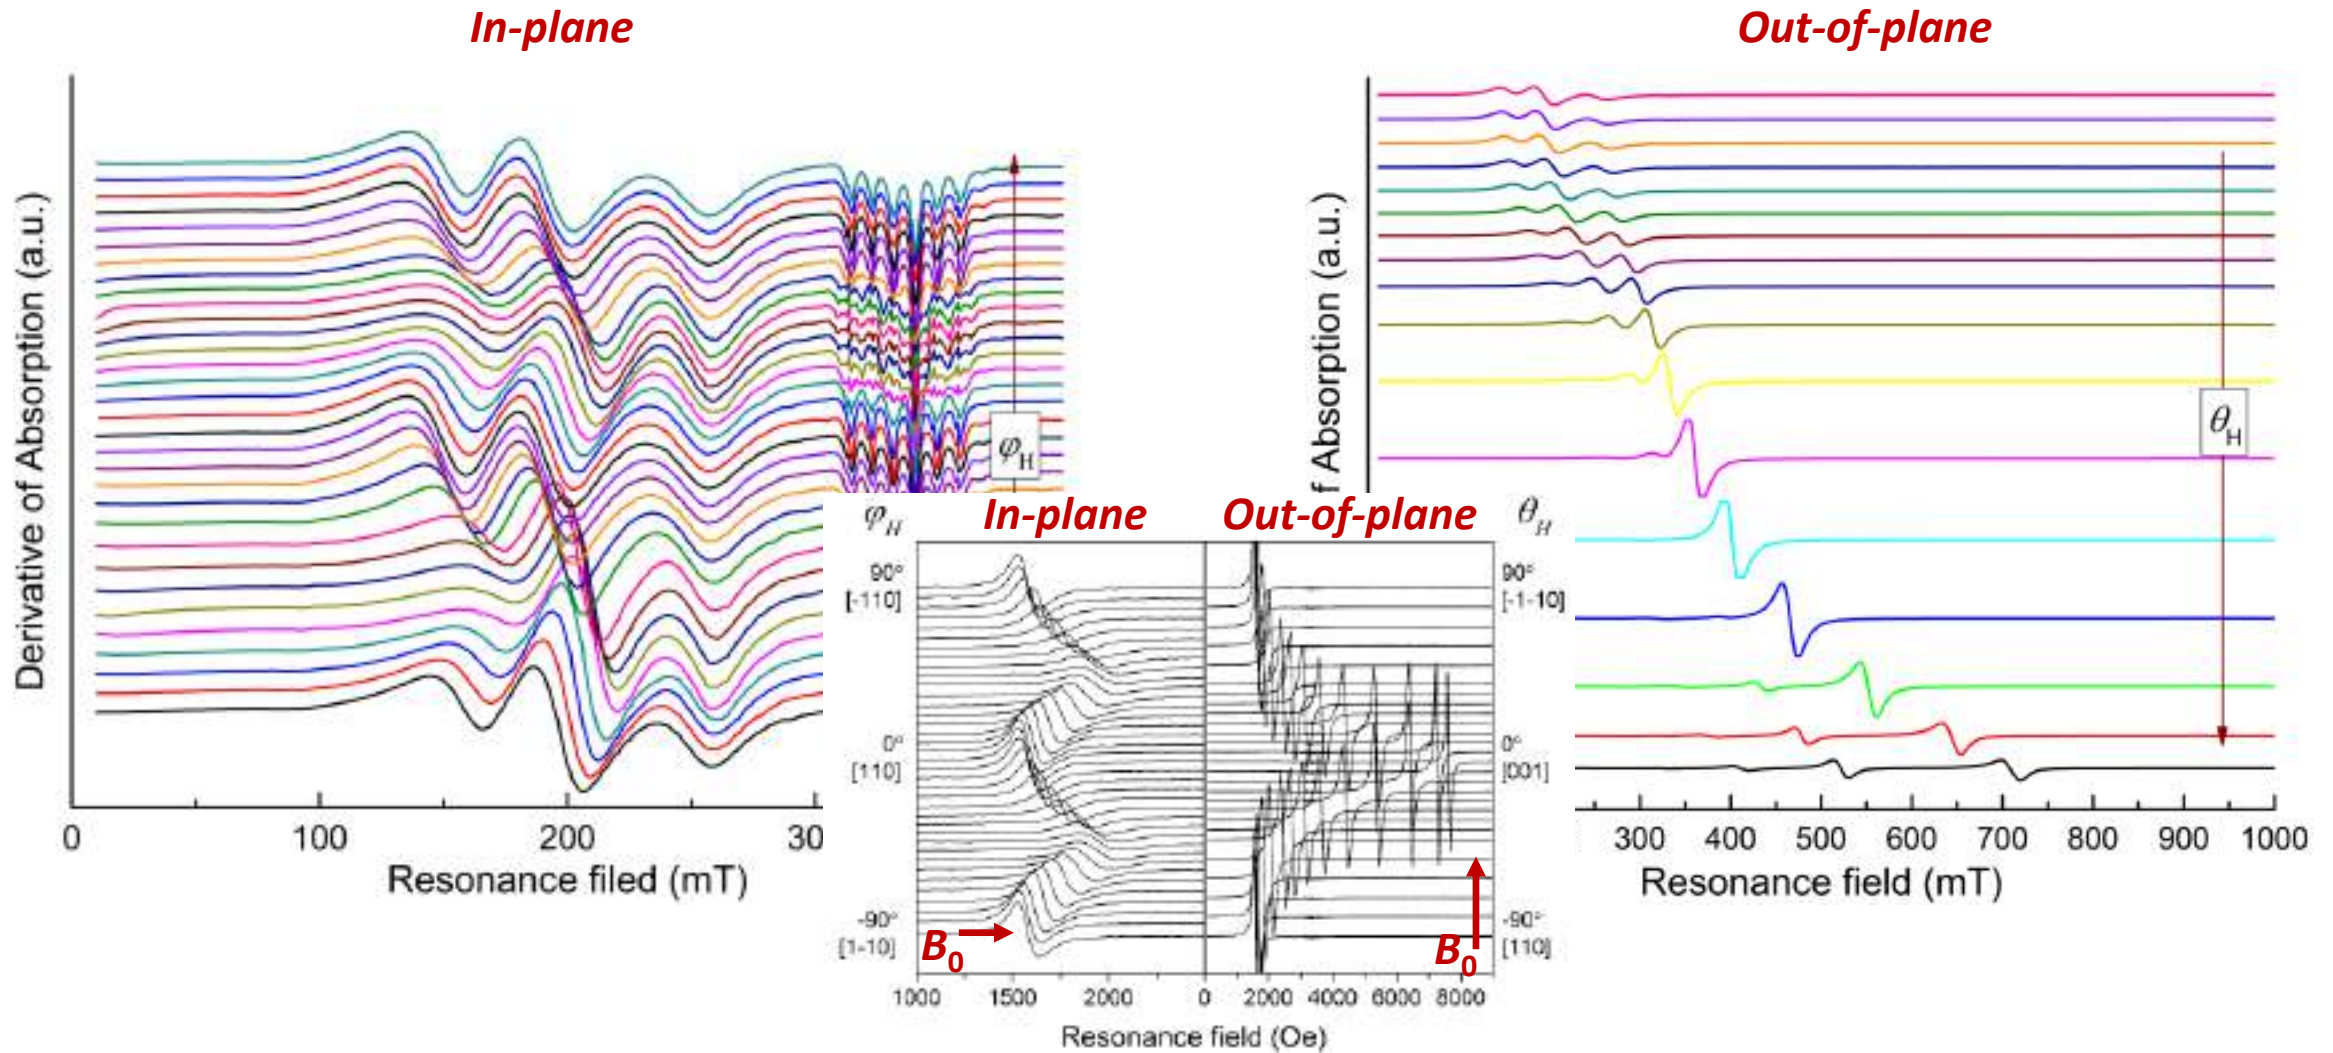 In-plane
Out-of-plane
Derivative of Absorption (a.u.)
φH
0 100 200 30
Resonance filed (mT)
f Absorption (a.u.)
θH
300 400 500 600 700 800 900 1000
Resonance field (mT)
φH In-plane Out-of-plane θH
90° 90°
[-110] [-1-10]
0° 0°
[110] [001]
-90° -90°
[1-10] [110]
B0 B0
1000 1500 2000 0 2000 4000 6000 8000
Resonance field (Oe)